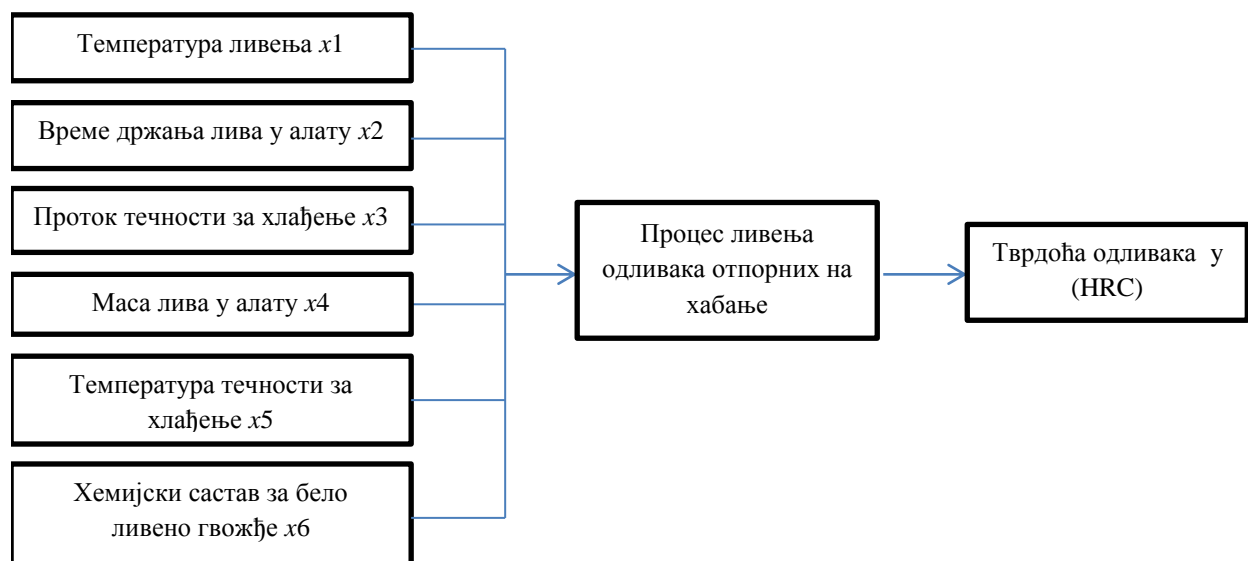 Температура ливења x1
Време држања лива у алату x2
Проток течности за хлађење x3
Маса лива у алату x4
Температура течности за
хлађење x5
Хемијски састав за бело
ливено гвожђе x6
Процес ливења
одливака отпорних на
хабање
Тврдоћа одливака у
(HRC)